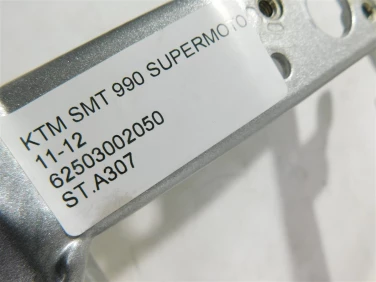 KTM SMT 990 SUPERMOTO
11-12
62503002050
ST.A307